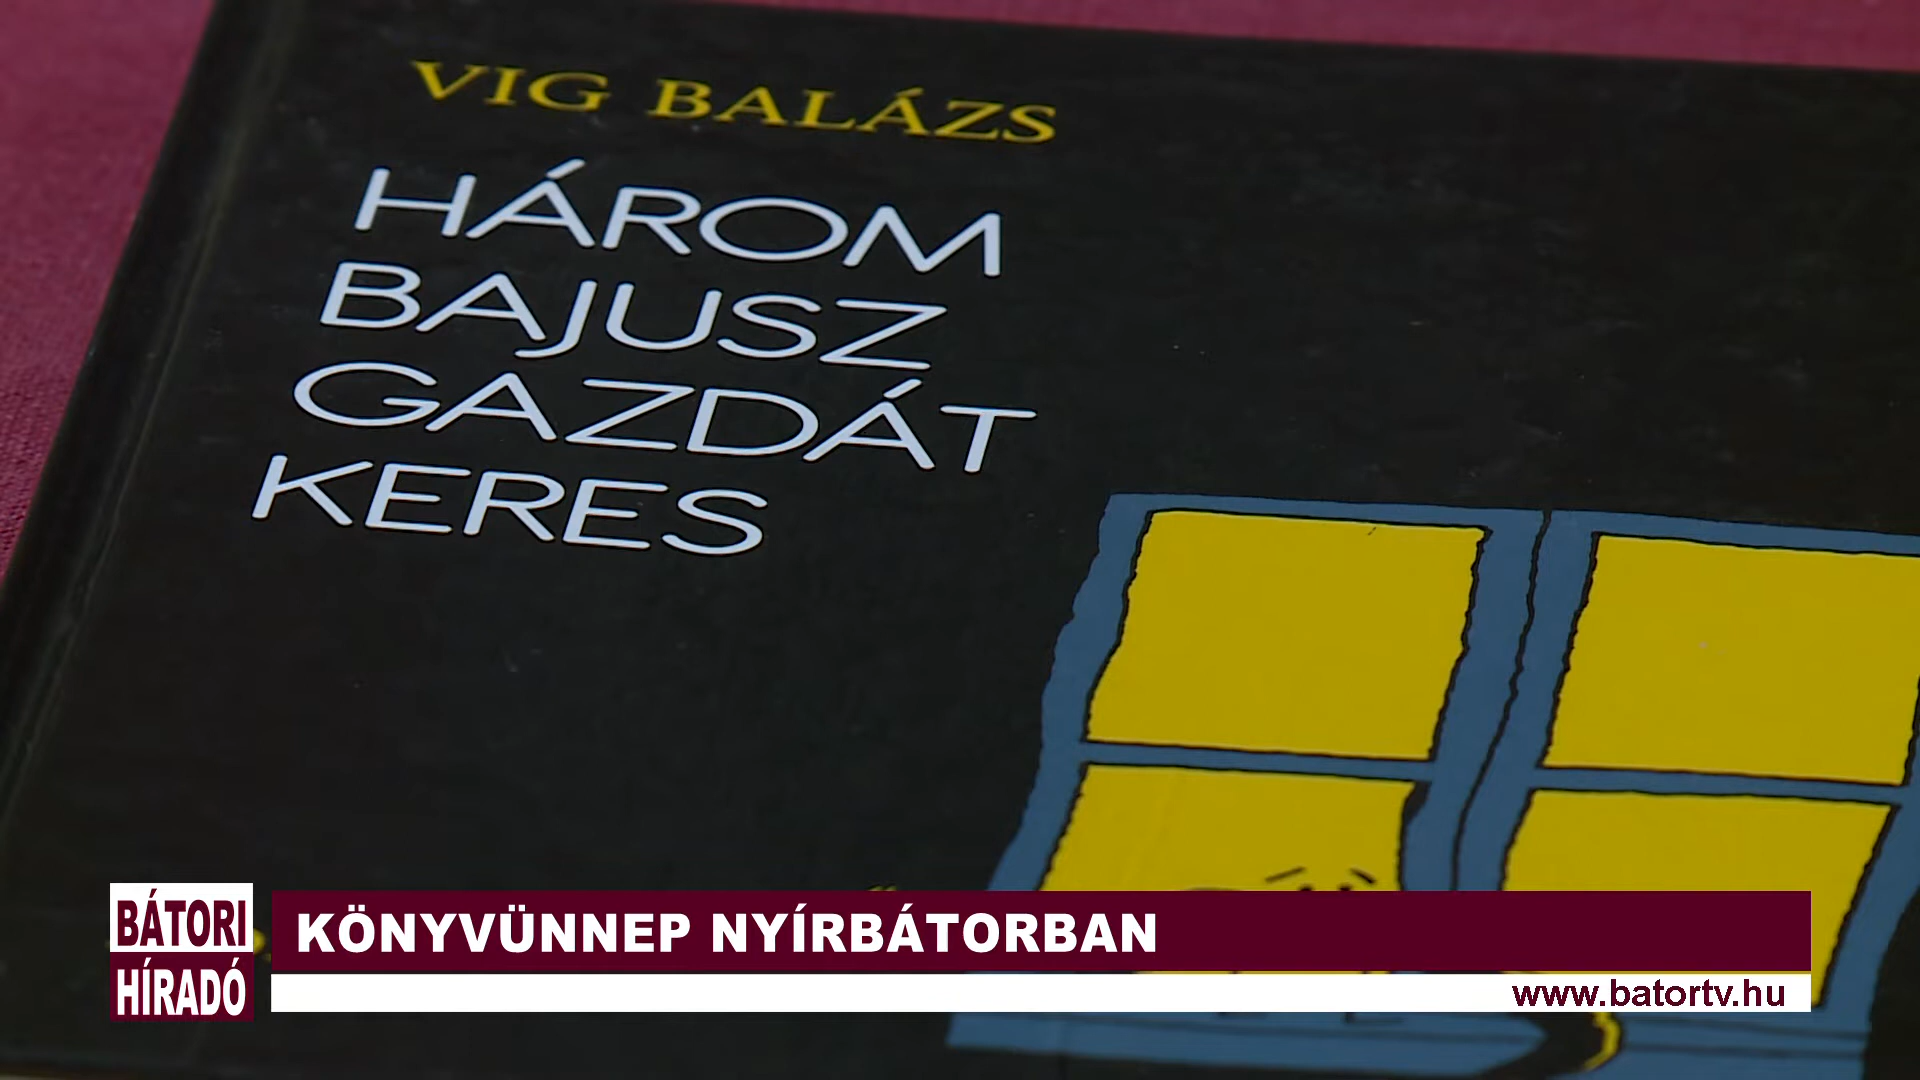 VIG BALÁZS
HÁROM
BAJUSZ
GAZDÁT
KERES
BÁTORI
HÍRADÓ
KÖNYVÜNNEP NYÍRBÁTORBAN
www.batortv.hu